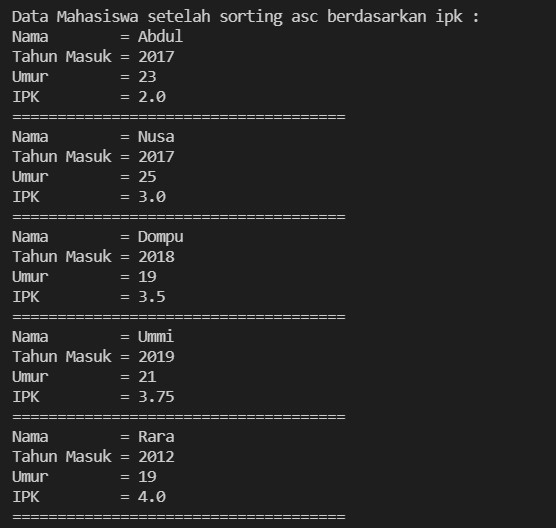 Data Mahasiswa setelah sorting asc berdasarkan ipk :
Nama        = Abdul
Tahun Masuk = 2017
Umur        = 23
IPK         = 2.0
=====================================
Nama        = Nusa
Tahun Masuk = 2017
Umur        = 25
IPK         = 3.0
=====================================
Nama        = Dompu
Tahun Masuk = 2018
Umur        = 19
IPK         = 3.5
=====================================
Nama        = Ummi
Tahun Masuk = 2019
Umur        = 21
IPK         = 3.75
=====================================
Nama        = Rara
Tahun Masuk = 2012
Umur        = 19
IPK         = 4.0
=====================================